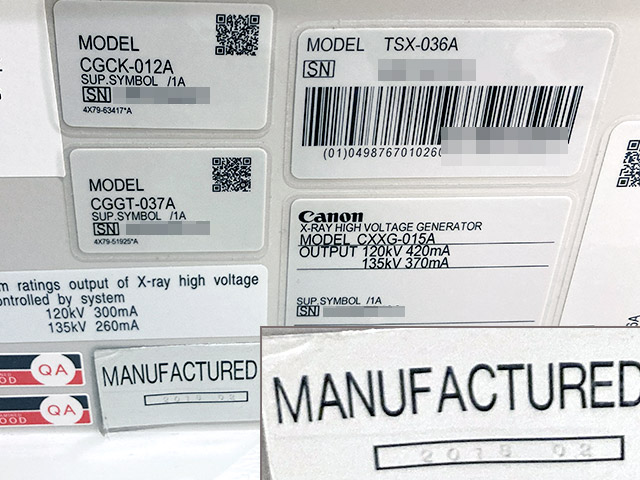 MODEL
CGCK-012A
SUP.SYMBOL /1A
SN
4X79-63417*A
MODEL TSX-036A
SN
(01)0498767010260
MODEL
CGGT-037A
SUP.SYMBOL /1A
SN
4X79-51925*A
Canon
X-RAY HIGH VOLTAGE GENERATOR
MODEL CXXG-015A
OUTPUT 120kV 420mA
135kV 370mA
SUP.SYMBOL /1A
SN
ratings output of X-ray high voltage
by system
120kV 300mA
135kV 260mA
QA
QA
MANUFACTURED
MANUFACTURED
02